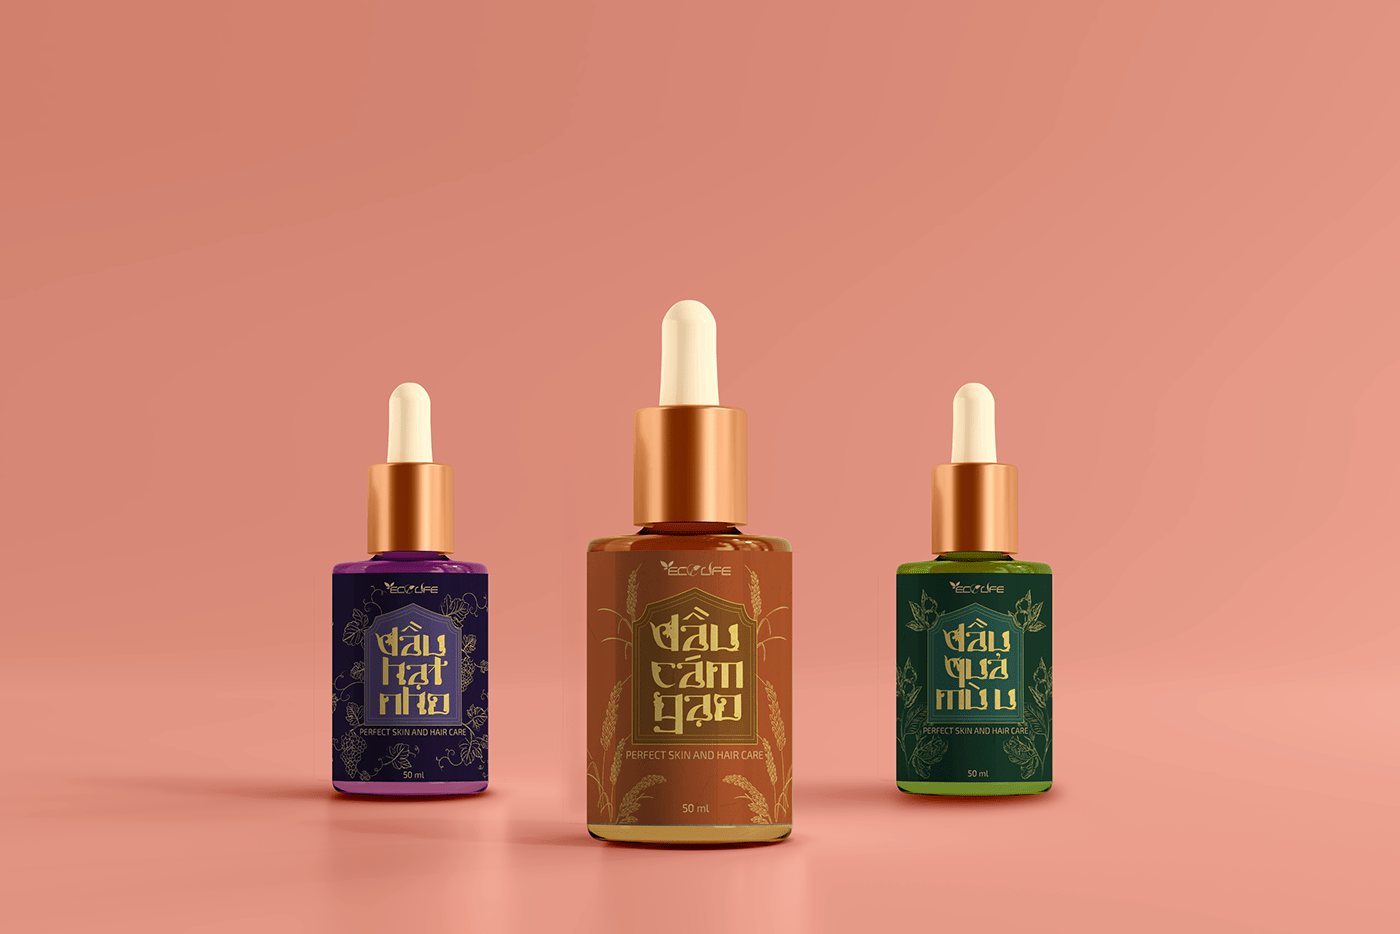 ECOLIFE
dầu
hạt
nho
PERFECT SKIN AND HAIR CARE
50 ml
ECOLIFE
dầu
cám
gạo
PERFECT SKIN AND HAIR CARE
50 ml
ECOLIFE
dầu
quả
mù u
PERFECT SKIN AND HAIR CARE
50 ml